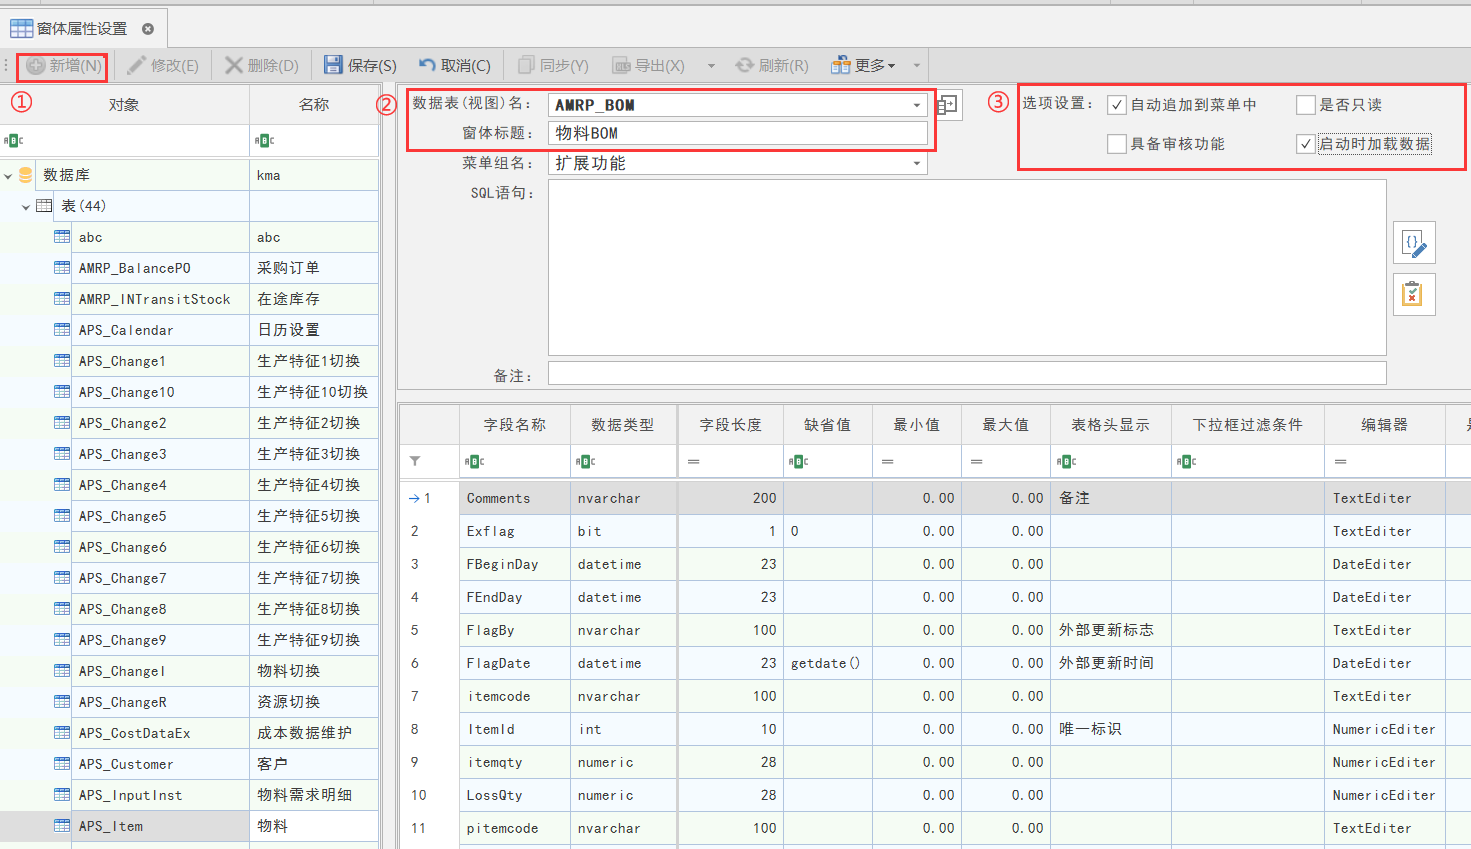 窗体属性设置
新增(N) 修改(E) 删除(D) 保存(S) 取消(C) 同步(Y) 导出(X) 刷新(R) 更多
①
对象 名称
ABC ABC
数据库 kma
表(44)
abc abc
AMRP_BalancePO 采购订单
AMRP_INTransitStock 在途库存
APS_Calendar 日历设置
APS_Change1 生产特征1切换
APS_Change10 生产特征10切换
APS_Change2 生产特征2切换
APS_Change3 生产特征3切换
APS_Change4 生产特征4切换
APS_Change5 生产特征5切换
APS_Change6 生产特征6切换
APS_Change7 生产特征7切换
APS_Change8 生产特征8切换
APS_Change9 生产特征9切换
APS_ChangeI 物料切换
APS_ChangeR 资源切换
APS_CostDataEx 成本数据维护
APS_Customer 客户
APS_InputInst 物料需求明细
APS_Item 物料
②
数据表(视图)名: AMRP_BOM
窗体标题: 物料BOM
菜单组名: 扩展功能
SQL语句:
备注:
③
选项设置: 自动追加到菜单中 是否只读
具备审核功能 启动时加载数据
字段名称 数据类型 字段长度 缺省值 最小值 最大值 表格头显示 下拉框过滤条件 编辑器
ABC ABC = ABC = = ABC ABC =
1 Comments nvarchar 200 0.00 0.00 备注 TextEditer
2 Exflag bit 1 0 0.00 0.00 TextEditer
3 FBeginDay datetime 23 0.00 0.00 DateEditer
4 FEndDay datetime 23 0.00 0.00 DateEditer
5 FlagBy nvarchar 100 0.00 0.00 外部更新标志 TextEditer
6 FlagDate datetime 23 getdate() 0.00 0.00 外部更新时间 DateEditer
7 itemcode nvarchar 100 0.00 0.00 TextEditer
8 ItemId int 10 0.00 0.00 唯一标识 NumericEditer
9 itemqty numeric 28 0.00 0.00 NumericEditer
10 LossQty numeric 28 0.00 0.00 NumericEditer
11 pitemcode nvarchar 100 0.00 0.00 TextEditer